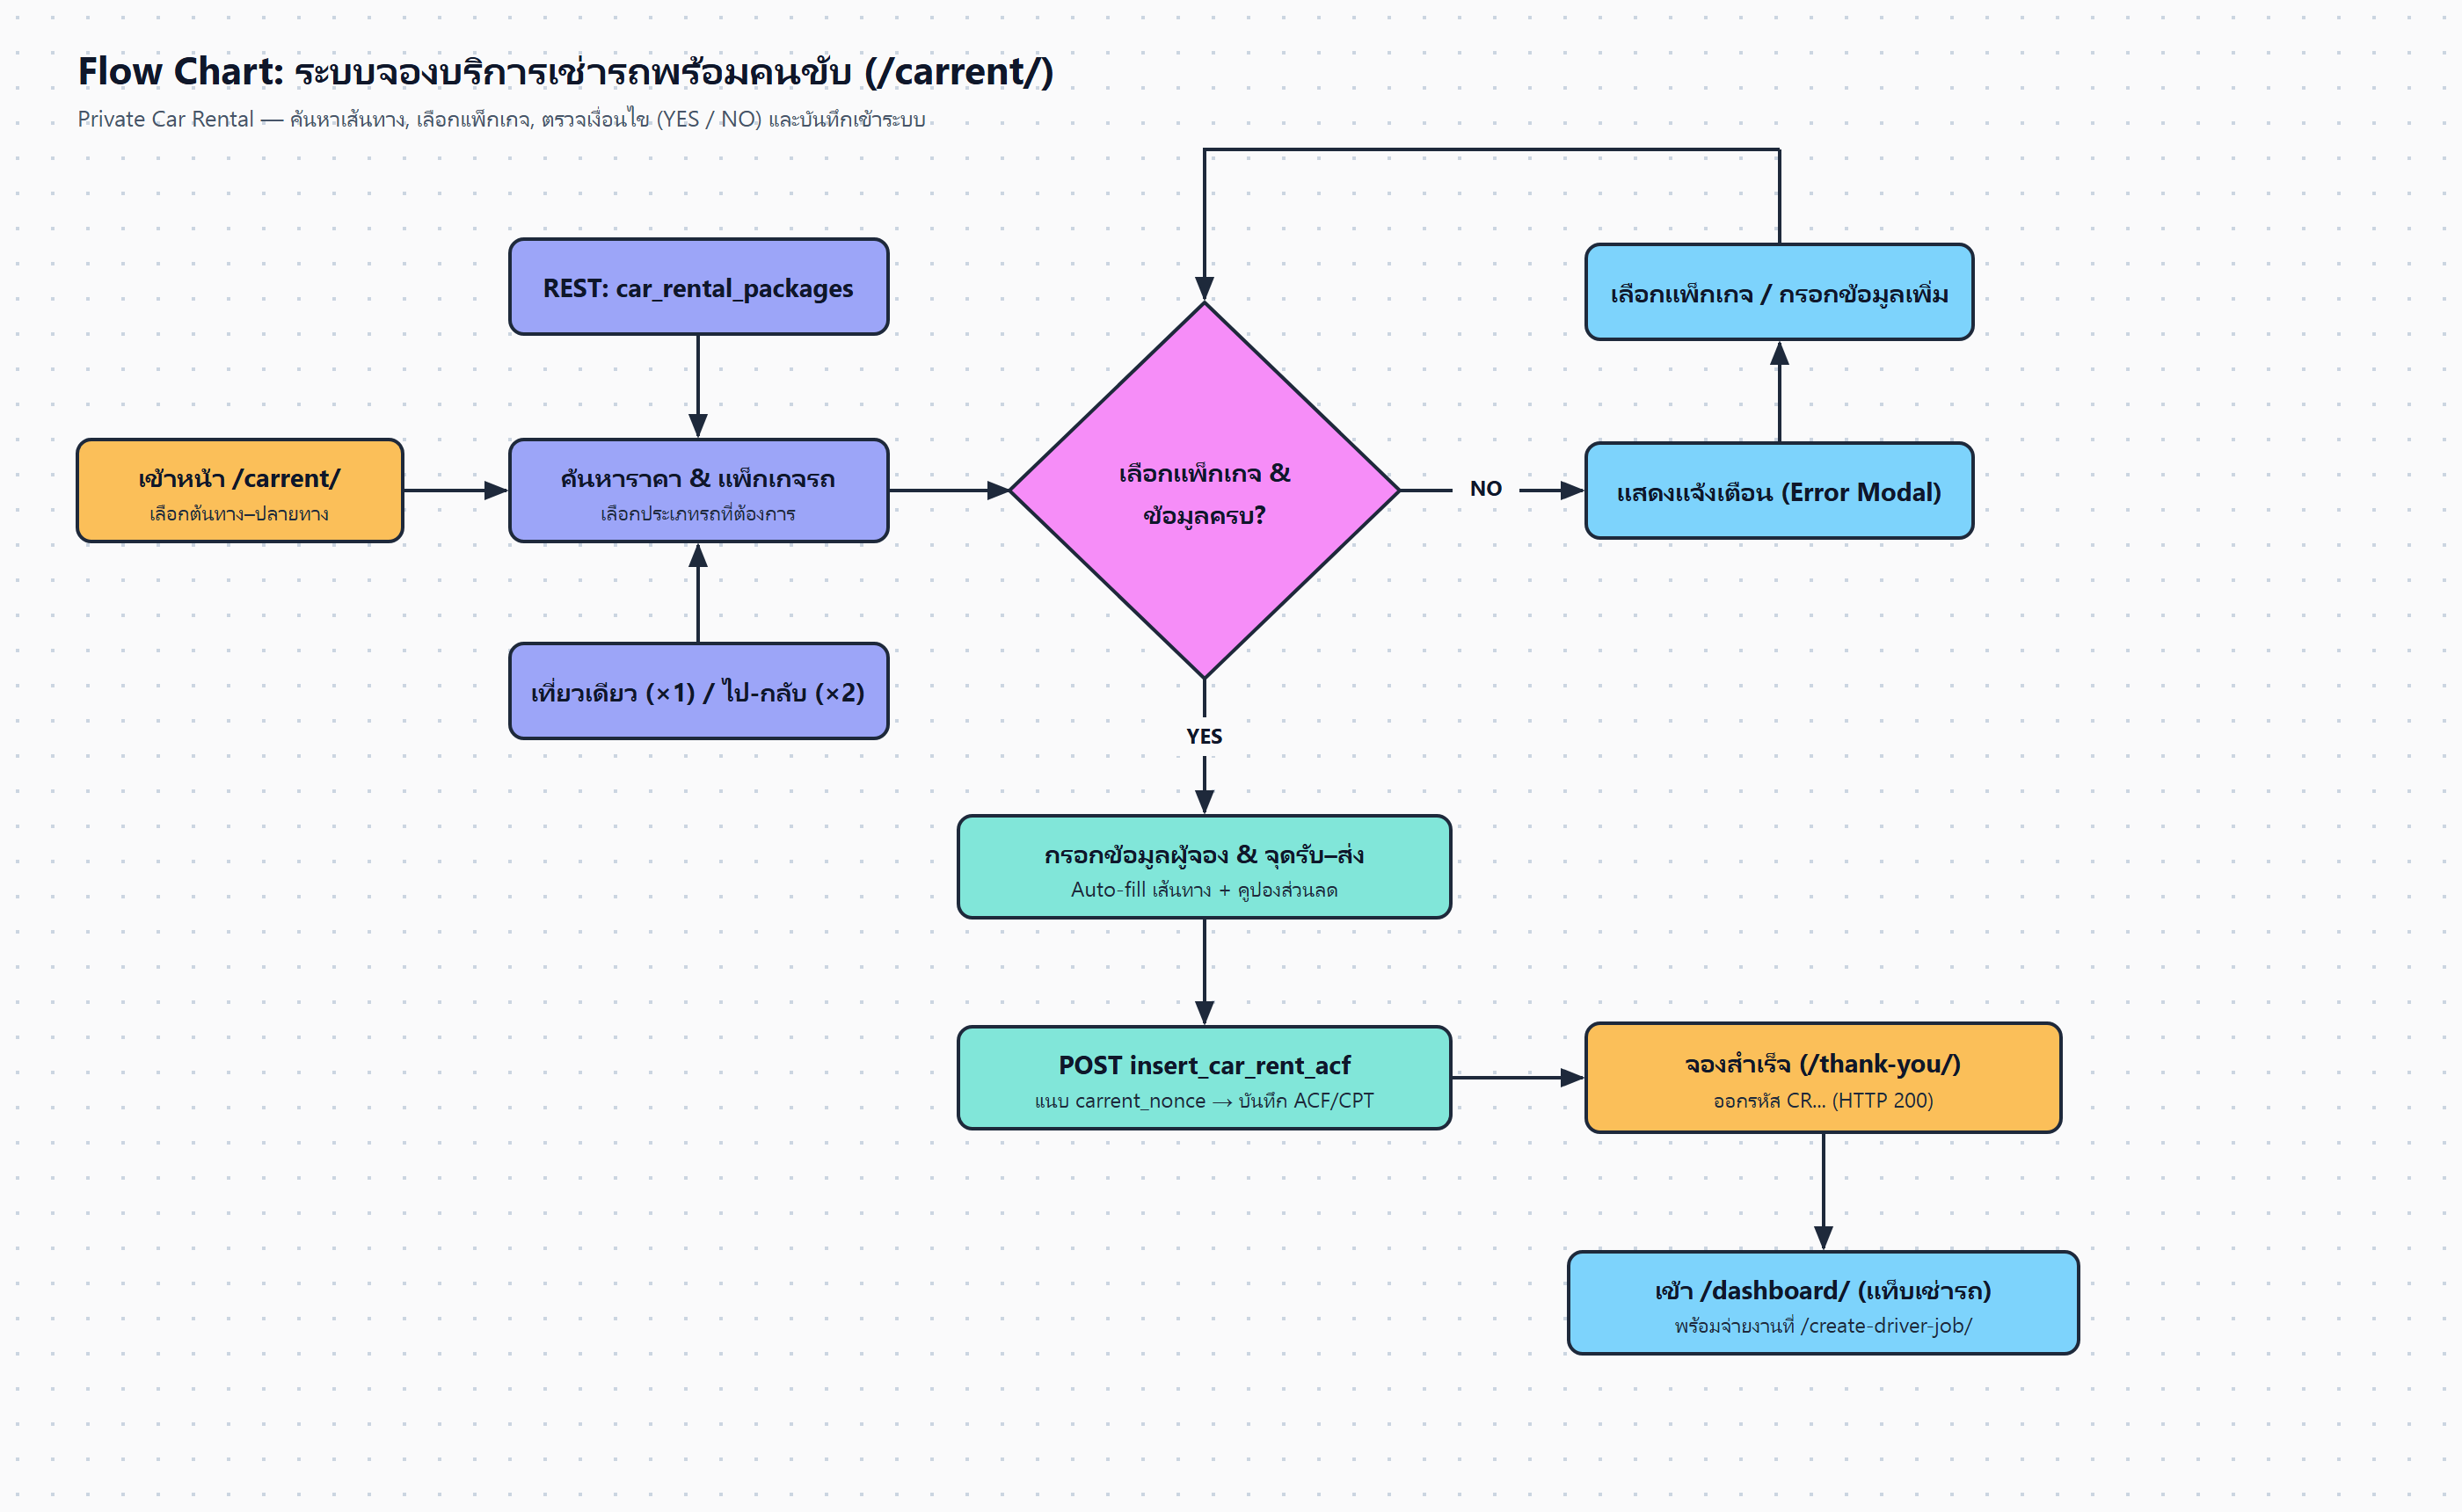 Flow Chart: ระบบจองบริการเช่ารถพร้อมคนขับ (/carrent/)
Private Car Rental — ค้นหาเส้นทาง, เลือกแพ็กเกจ, ตรวจเงื่อนไข (YES / NO) และบันทึกเข้าระบบ
REST: car_rental_packages
เลือกแพ็กเกจ / กรอกข้อมูลเพิ่ม
เข้าหน้า /carrent/
เลือกต้นทาง–ปลายทาง
ค้นหาราคา & แพ็กเกจรถ
เลือกประเภทรถที่ต้องการ
เลือกแพ็กเกจ &
ข้อมูลครบ?
NO
แสดงแจ้งเตือน (Error Modal)
เที่ยวเดียว (×1) / ไป-กลับ (×2)
YES
กรอกข้อมูลผู้จอง & จุดรับ–ส่ง
Auto-fill เส้นทาง + คูปองส่วนลด
POST insert_car_rent_acf
แนบ carrent_nonce → บันทึก ACF/CPT
จองสำเร็จ (/thank-you/)
ออกรหัส CR... (HTTP 200)
เข้า /dashboard/ (แท็บเช่ารถ)
พร้อมจ่ายงานที่ /create-driver-job/